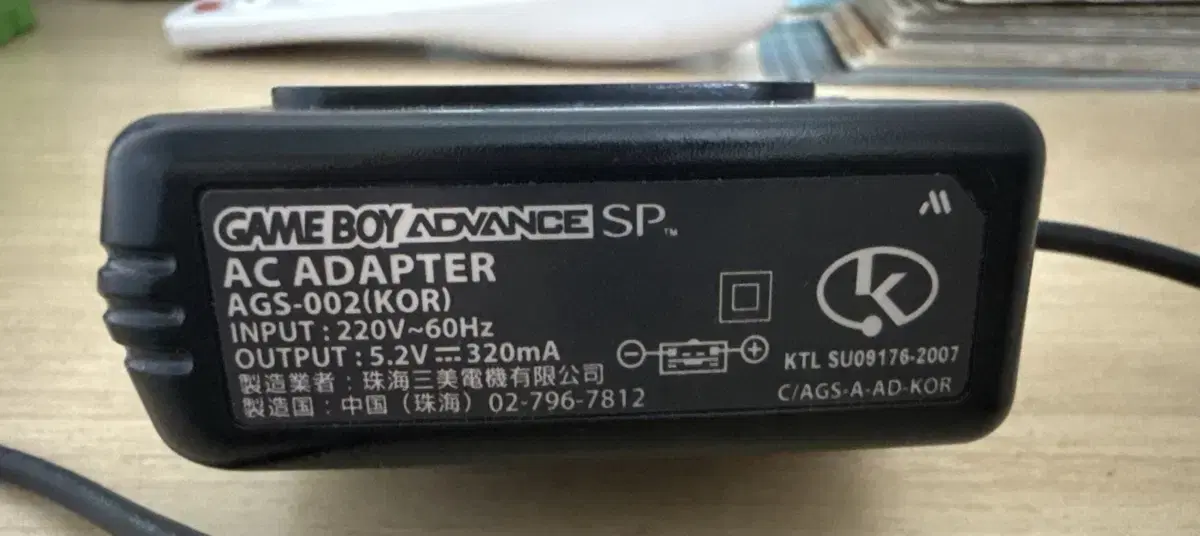 GAME BOY ADVANCE SP™
AC ADAPTER
AGS-002(KOR)
INPUT : 220V~60Hz
OUTPUT : 5.2V⎓320mA
製造業者 : 珠海三美電機有限公司
製造国 : 中国 (珠海) 02-796-7812
KTL SU09176-2007
C/AGS-A-AD-KOR